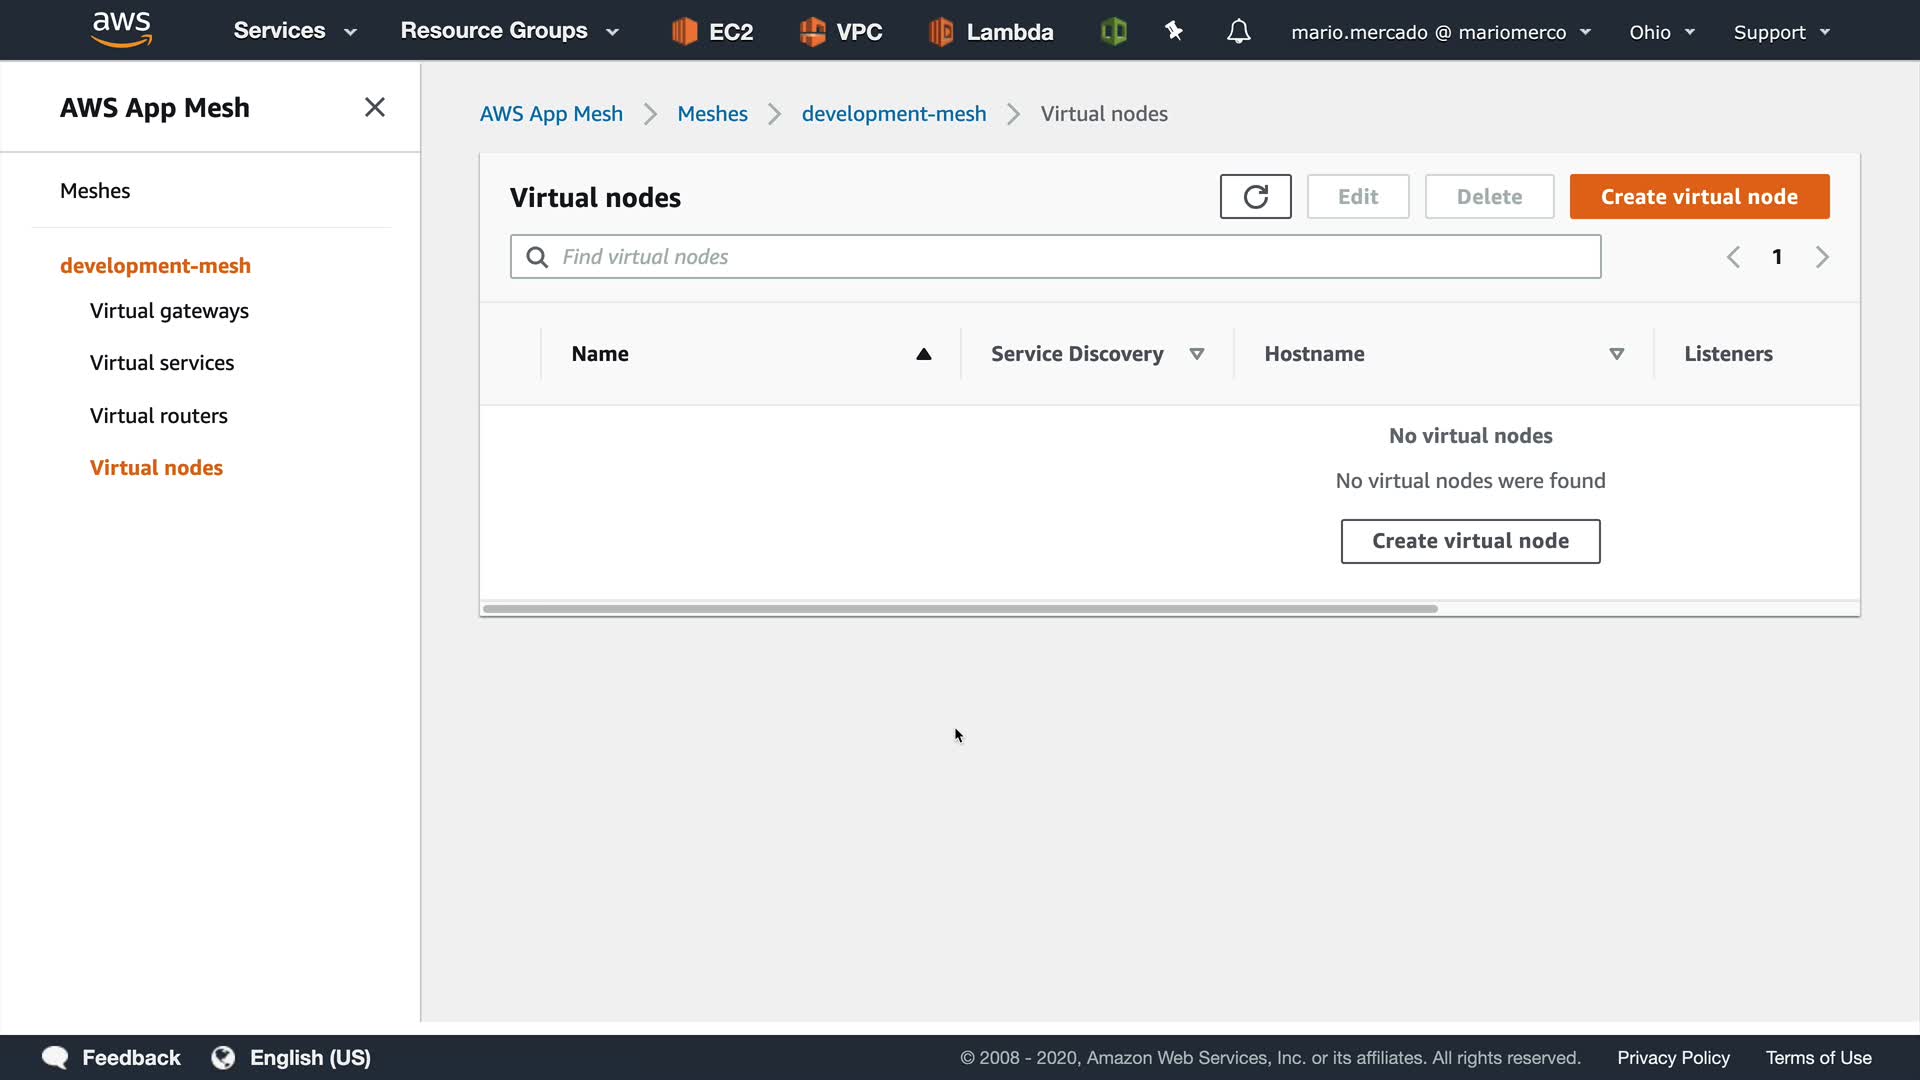 aws
Services
Resource Groups
EC2
VPC
Lambda
mario.mercado @ mariomerco
Ohio
Support
AWS App Mesh
Meshes
development-mesh
Virtual gateways
Virtual services
Virtual routers
Virtual nodes
AWS App Mesh
Meshes
development-mesh
Virtual nodes
Virtual nodes
Edit
Delete
Create virtual node
Find virtual nodes
1
Name
Service Discovery
Hostname
Listeners
No virtual nodes
No virtual nodes were found
Create virtual node
Feedback
English (US)
© 2008 - 2020, Amazon Web Services, Inc. or its affiliates. All rights reserved.
Privacy Policy
Terms of Use